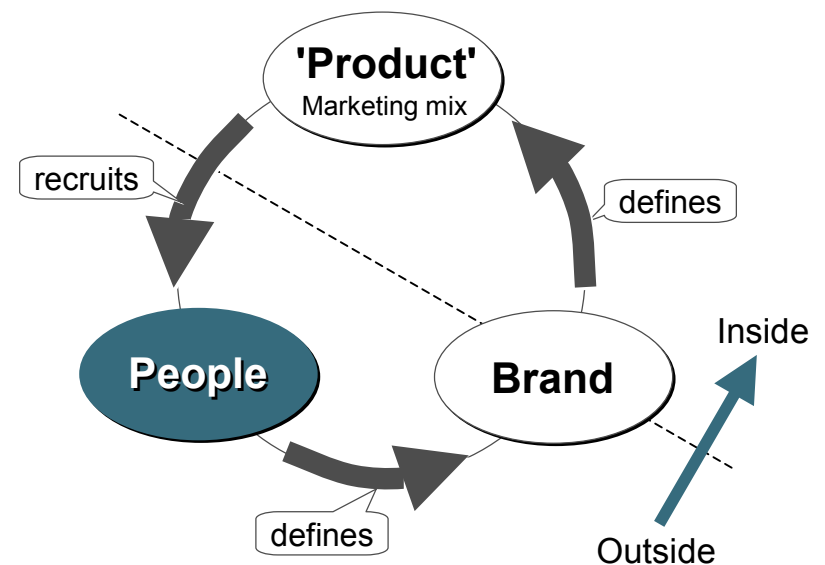 'Product'
Marketing mix
recruits
defines
Inside
People
Brand
defines
Outside